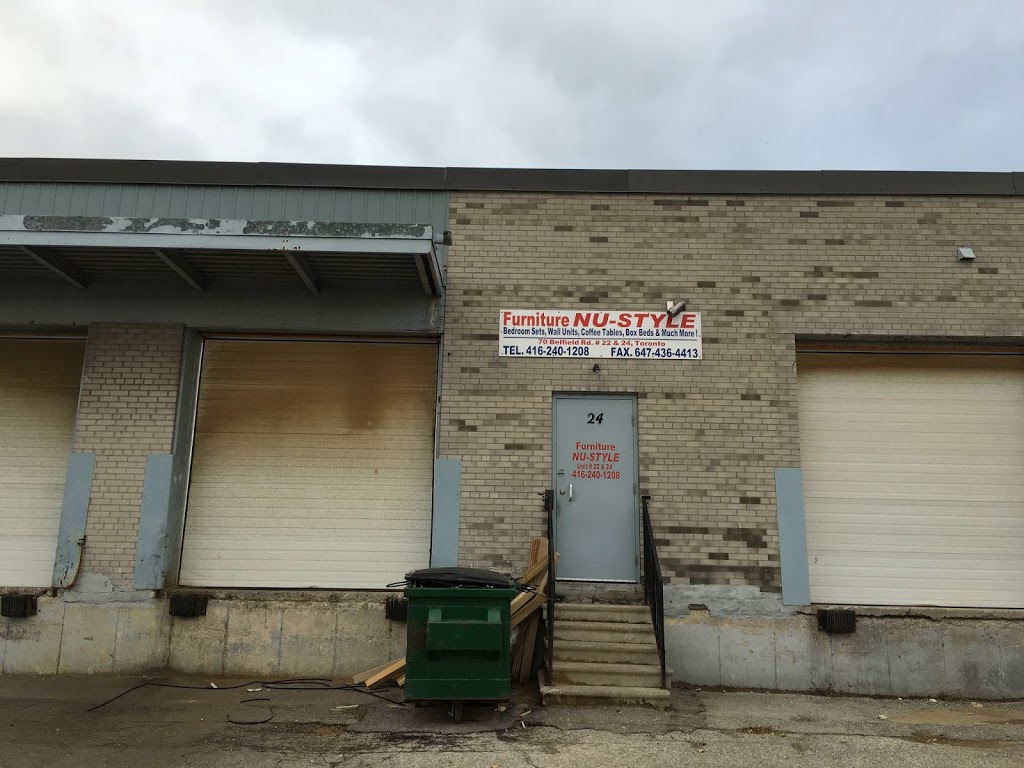 Furniture NU-STYLE
Bedroom Sets, Wall Units, Coffee Tables, Box Beds & Much More !
70 Belfield Rd. # 22 & 24, Toronto
TEL. 416-240-1208 FAX. 647-436-4413
24
Furniture
NU-STYLE
Unit # 22 & 24
416-240-1208